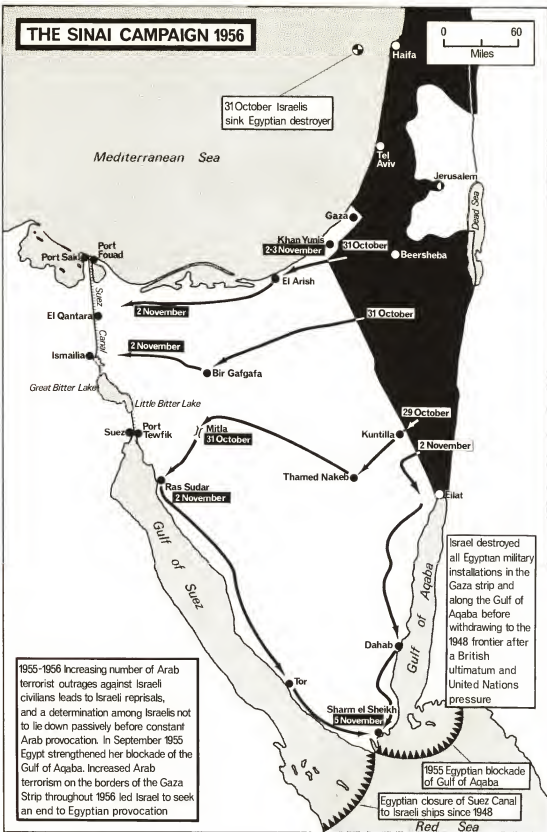 THE SINAI CAMPAIGN 1956
0 60
Miles
Haifa
31 October Israelis
sink Egyptian destroyer
Mediterranean Sea
Tel
Aviv
Jerusalem
Dead Sea
Gaza
Khan Yunis
2-3 November
31 October
Beersheba
Port
Fouad
Port Said
El Arish
Suez
Canal
2 November
El Qantara
31 October
2 November
Ismailia
Bir Gafgafa
Great Bitter Lake
Little Bitter Lake
29 October
Suez
Port
Tewfik
Mitla
31 October
Kuntilla
2 November
Thamed Nakeb
Ras Sudar
2 November
Eilat
Gulf of Suez
Gulf of Aqaba
Israel destroyed
all Egyptian military
installations in the
Gaza strip and
along the Gulf of
Aqaba before
withdrawing to the
1948 frontier after
a British
ultimatum and
United Nations
pressure
Dahab
1955-1956 Increasing number of Arab
terrorist outrages against Israeli
civilians leads to Israeli reprisals,
and a determination among Israelis not
to lie down passively before constant
Arab provocation. In September 1955
Egypt strengthened her blockade of the
Gulf of Aqaba. Increased Arab
terrorism on the borders of the Gaza
Strip throughout 1956 led Israel to seek
an end to Egyptian provocation
Tor
Sharm el Sheikh
5 November
1955 Egyptian blockade
of Gulf of Aqaba
Egyptian closure of Suez Canal
to Israeli ships since 1948
Red Sea